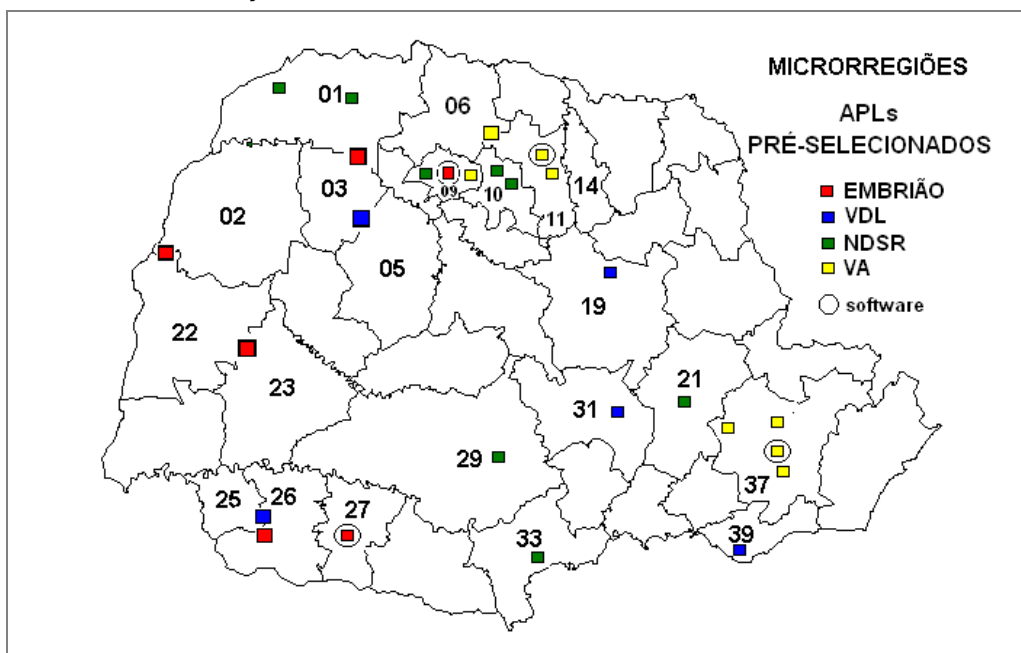 MICRORREGIÕES
APLs
PRÉ-SELECIONADOS
EMBRIÃO
VDL
NDSR
VA
software
01
06
03
09
10
14
11
02
05
19
22
23
21
31
29
37
25
26
27
33
39